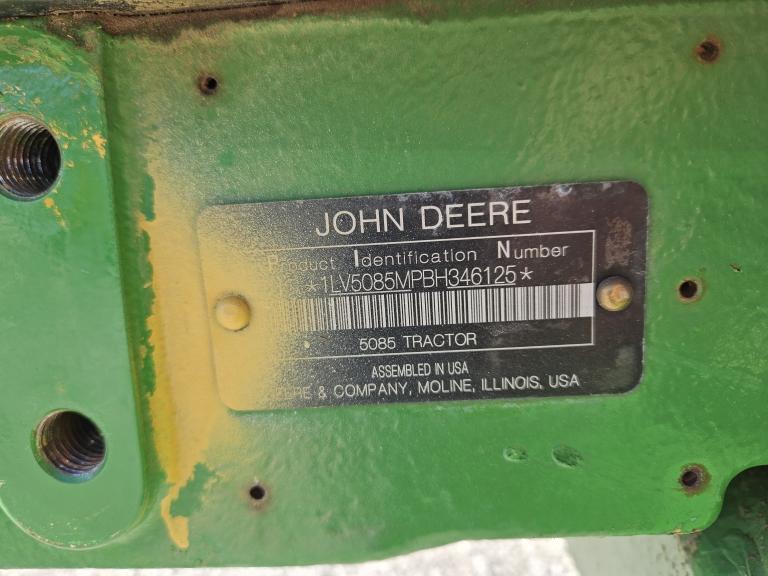 JOHN DEERE
Product Identification Number
*1LV5085MPBH346125*
5085 TRACTOR
ASSEMBLED IN USA
DEERE & COMPANY, MOLINE, ILLINOIS, USA